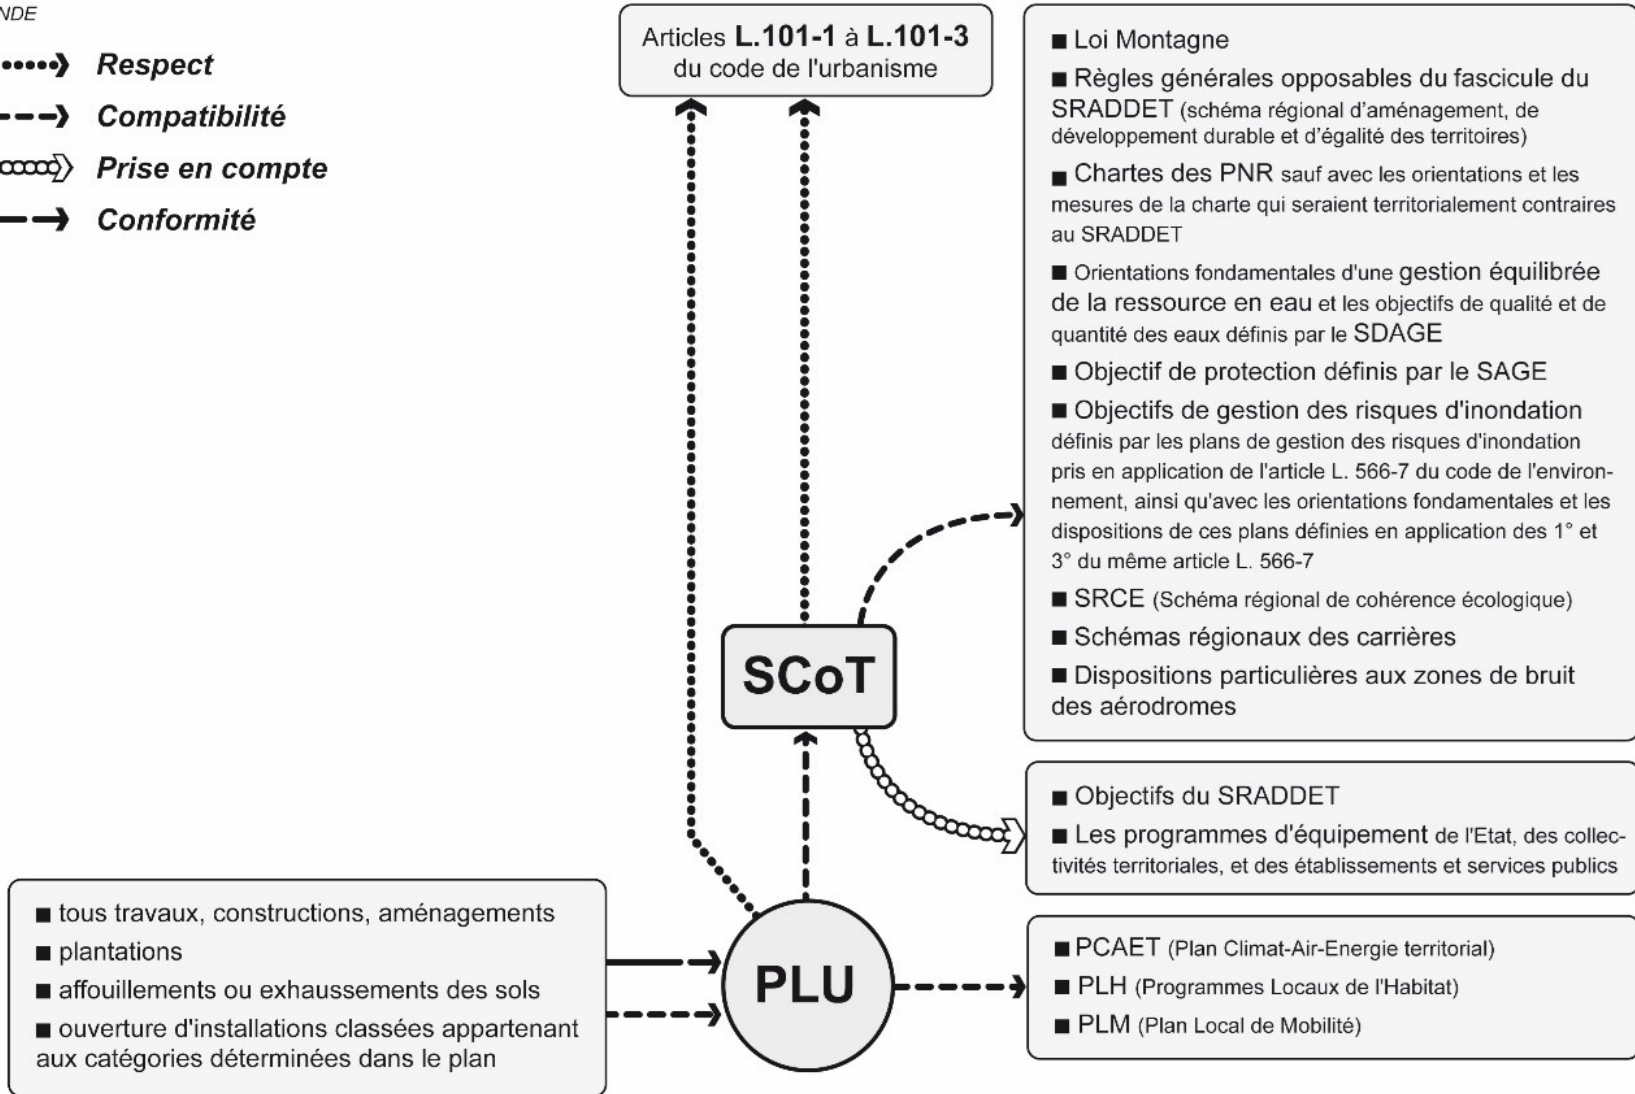 NDE
Respect
Compatibilité
Prise en compte
Conformité
Articles L.101-1 à L.101-3
du code de l'urbanisme
■ Loi Montagne
■ Règles générales opposables du fascicule du
SRADDET (schéma régional d'aménagement, de
développement durable et d'égalité des territoires)
■ Chartes des PNR sauf avec les orientations et les
mesures de la charte qui seraient territorialement contraires
au SRADDET
■ Orientations fondamentales d'une gestion équilibrée
de la ressource en eau et les objectifs de qualité et de
quantité des eaux définis par le SDAGE
■ Objectif de protection définis par le SAGE
■ Objectifs de gestion des risques d'inondation
définis par les plans de gestion des risques d'inondation
pris en application de l'article L. 566-7 du code de l'environ-
nement, ainsi qu'avec les orientations fondamentales et les
dispositions de ces plans définies en application des 1° et
3° du même article L. 566-7
■ SRCE (Schéma régional de cohérence écologique)
■ Schémas régionaux des carrières
■ Dispositions particulières aux zones de bruit
des aérodromes
SCoT
■ Objectifs du SRADDET
■ Les programmes d'équipement de l'Etat, des collec-
tivités territoriales, et des établissements et services publics
■ tous travaux, constructions, aménagements
■ plantations
■ affouillements ou exhaussements des sols
■ ouverture d'installations classées appartenant
aux catégories déterminées dans le plan
PLU
■ PCAET (Plan Climat-Air-Energie territorial)
■ PLH (Programmes Locaux de l'Habitat)
■ PLM (Plan Local de Mobilité)